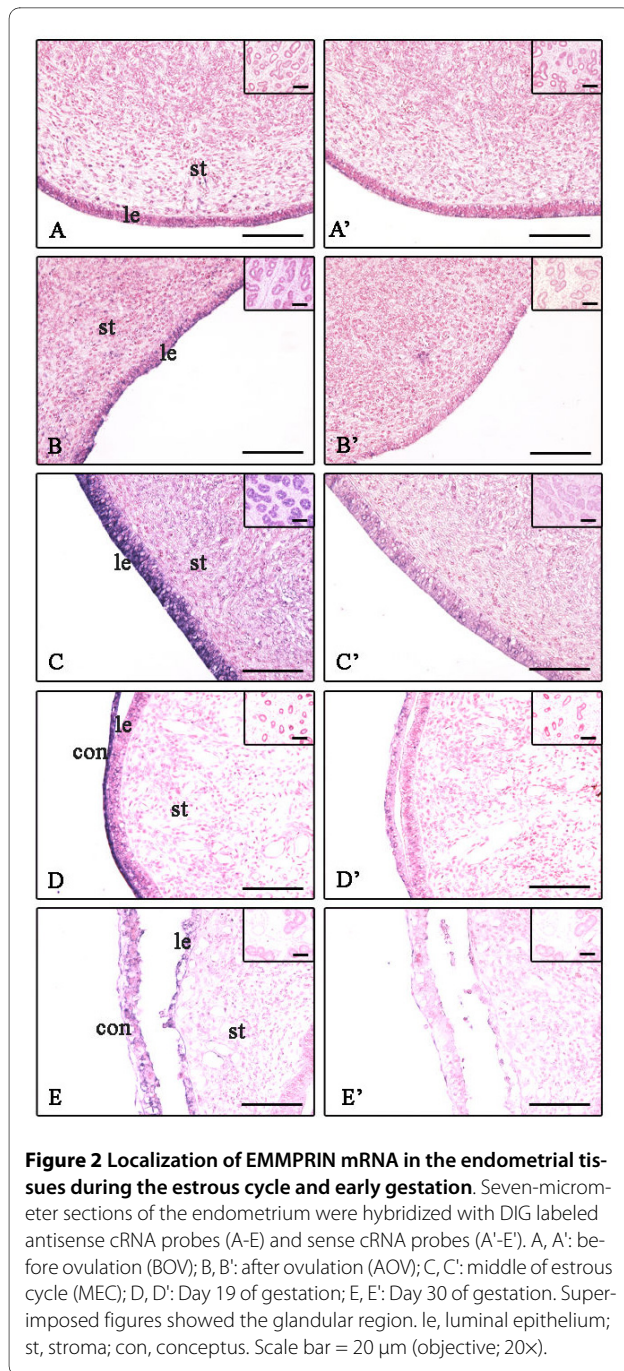 st
le
A
A'
st
le
B
B'
le
st
C
C'
le
con
st
D
D'
le
con
st
E
E'
Figure 2 Localization of EMMPRIN mRNA in the endometrial tis-
sues during the estrous cycle and early gestation. Seven-microm-
eter sections of the endometrium were hybridized with DIG labeled
antisense cRNA probes (A-E) and sense cRNA probes (A'-E'). A, A': be-
fore ovulation (BOV); B, B': after ovulation (AOV); C, C': middle of estrous
cycle (MEC); D, D': Day 19 of gestation; E, E': Day 30 of gestation. Super-
imposed figures showed the glandular region. le, luminal epithelium;
st, stroma; con, conceptus. Scale bar = 20 μm (objective; 20×).